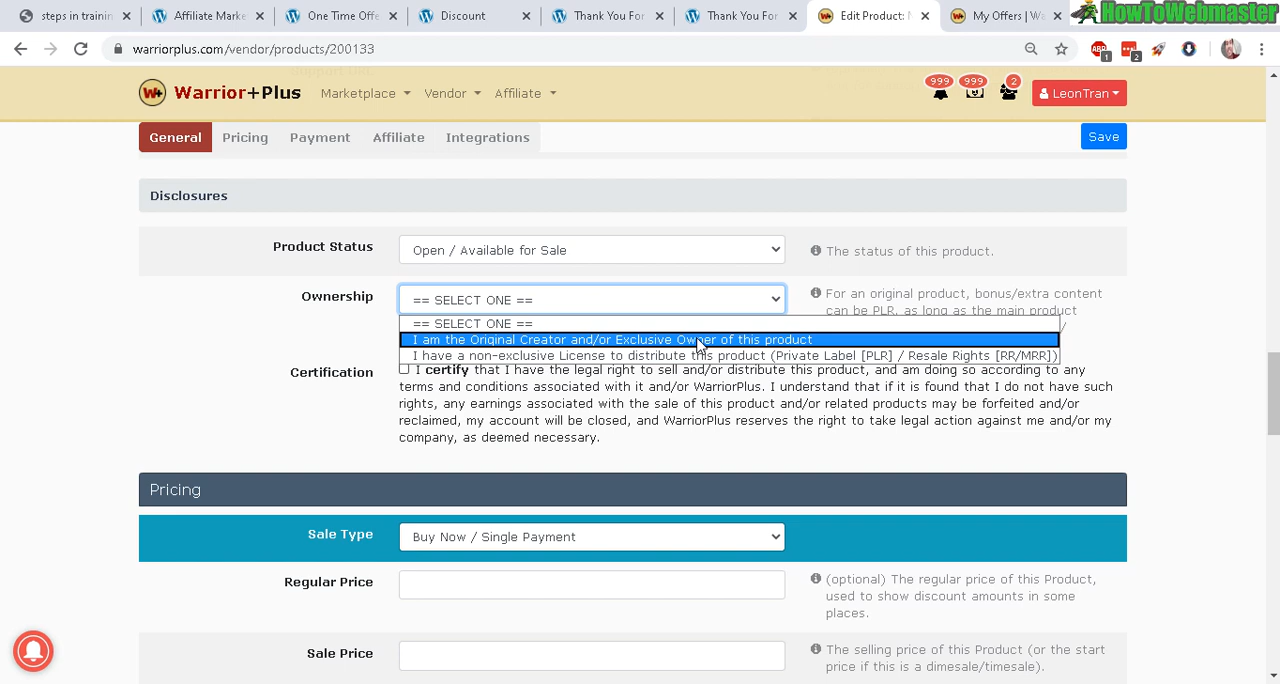 steps in trainin
Affiliate Marke
One Time Offe
Discount
Thank You For
Thank You For
Edit Product: N
My Offers | Wa
HowToWebmaster
warriorplus.com/vendor/products/200133
Warrior+Plus
Marketplace
Vendor
Affiliate
999
999
2
LeonTran
General
Pricing
Payment
Affiliate
Integrations
Save
Disclosures
Product Status
Open / Available for Sale
The status of this product.
Ownership
== SELECT ONE ==
For an original product, bonus/extra content
can be PLR, as long as the main product
== SELECT ONE ==
I am the Original Creator and/or Exclusive Owner of this product
I have a non-exclusive License to distribute this product (Private Label [PLR] / Resale Rights [RR/MRR])
Certification
I certify that I have the legal right to sell and/or distribute this product, and am doing so according to any
terms and conditions associated with it and/or WarriorPlus. I understand that if it is found that I do not have such
rights, any earnings associated with the sale of this product and/or related products may be forfeited and/or
reclaimed, my account will be closed, and WarriorPlus reserves the right to take legal action against me and/or my
company, as deemed necessary.
Pricing
Sale Type
Buy Now / Single Payment
Regular Price
(optional) The regular price of this Product,
used to show discount amounts in some
places.
Sale Price
The selling price of this Product (or the start
price if this is a dimesale/timesale).